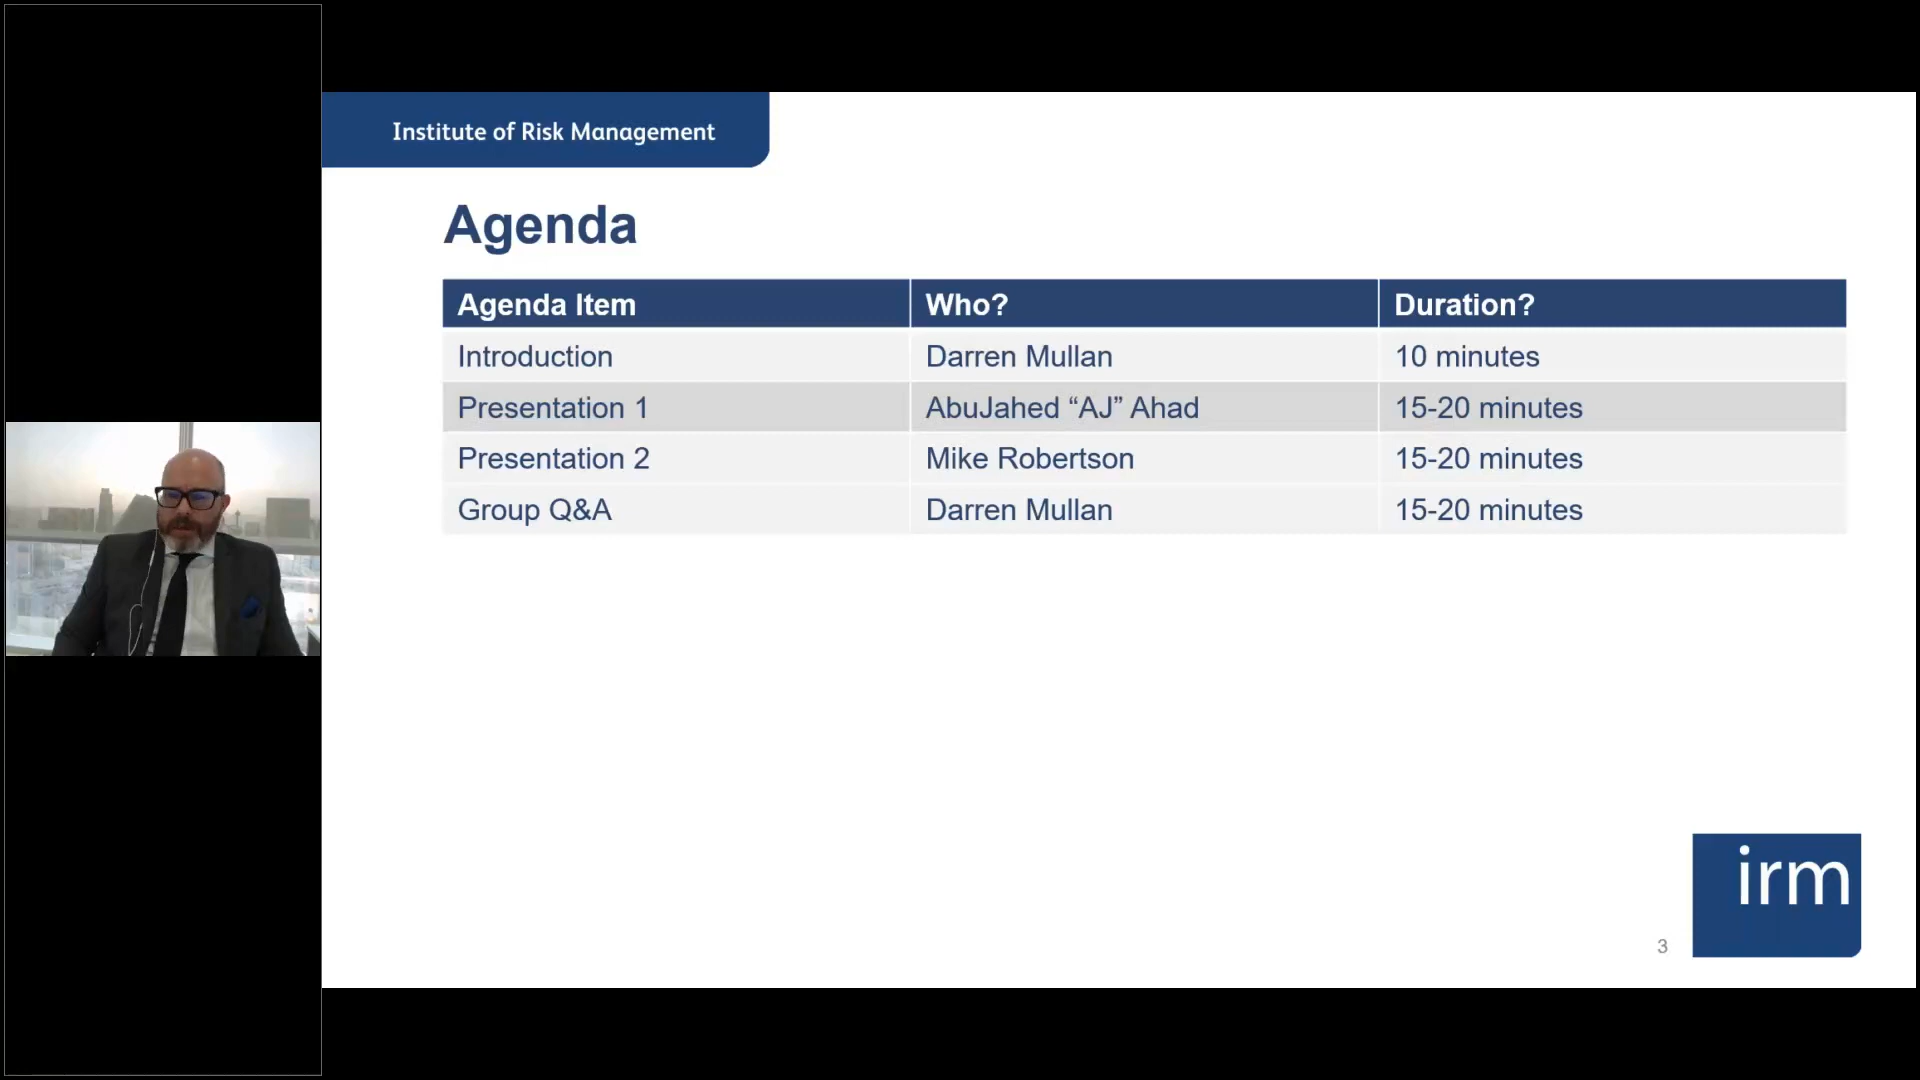 Institute of Risk Management
Agenda
Agenda Item Who? Duration?
Introduction Darren Mullan 10 minutes
Presentation 1 AbuJahed “AJ” Ahad 15-20 minutes
Presentation 2 Mike Robertson 15-20 minutes
Group Q&A Darren Mullan 15-20 minutes
irm
3